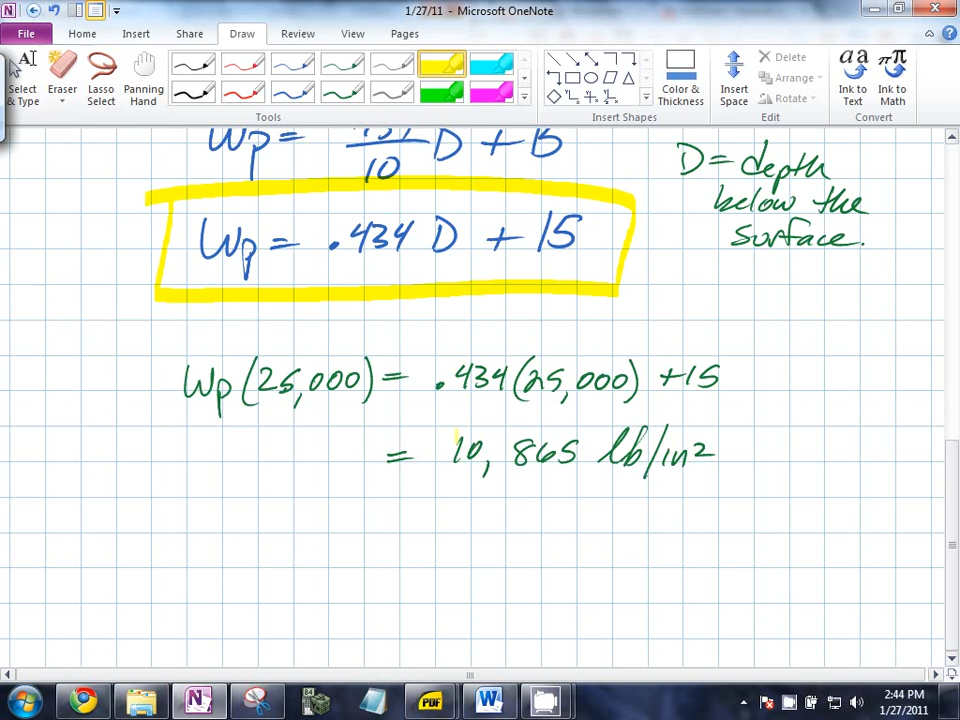 1/27/11 - Microsoft OneNote
File Home Insert Share Draw Review View Pages
Select & Type
Eraser
Lasso Select
Panning Hand
Color & Thickness
Insert Space
Delete
Arrange
Rotate
Ink to Text
Ink to Math
Tools
Insert Shapes
Edit
Convert
Wp = /10 D + 15
D = depth
below the
surface.
Wp = .434 D + 15
Wp(25,000) = .434(25,000) +15
= 10,865 lb/in²
PDF
2:44 PM
1/27/2011